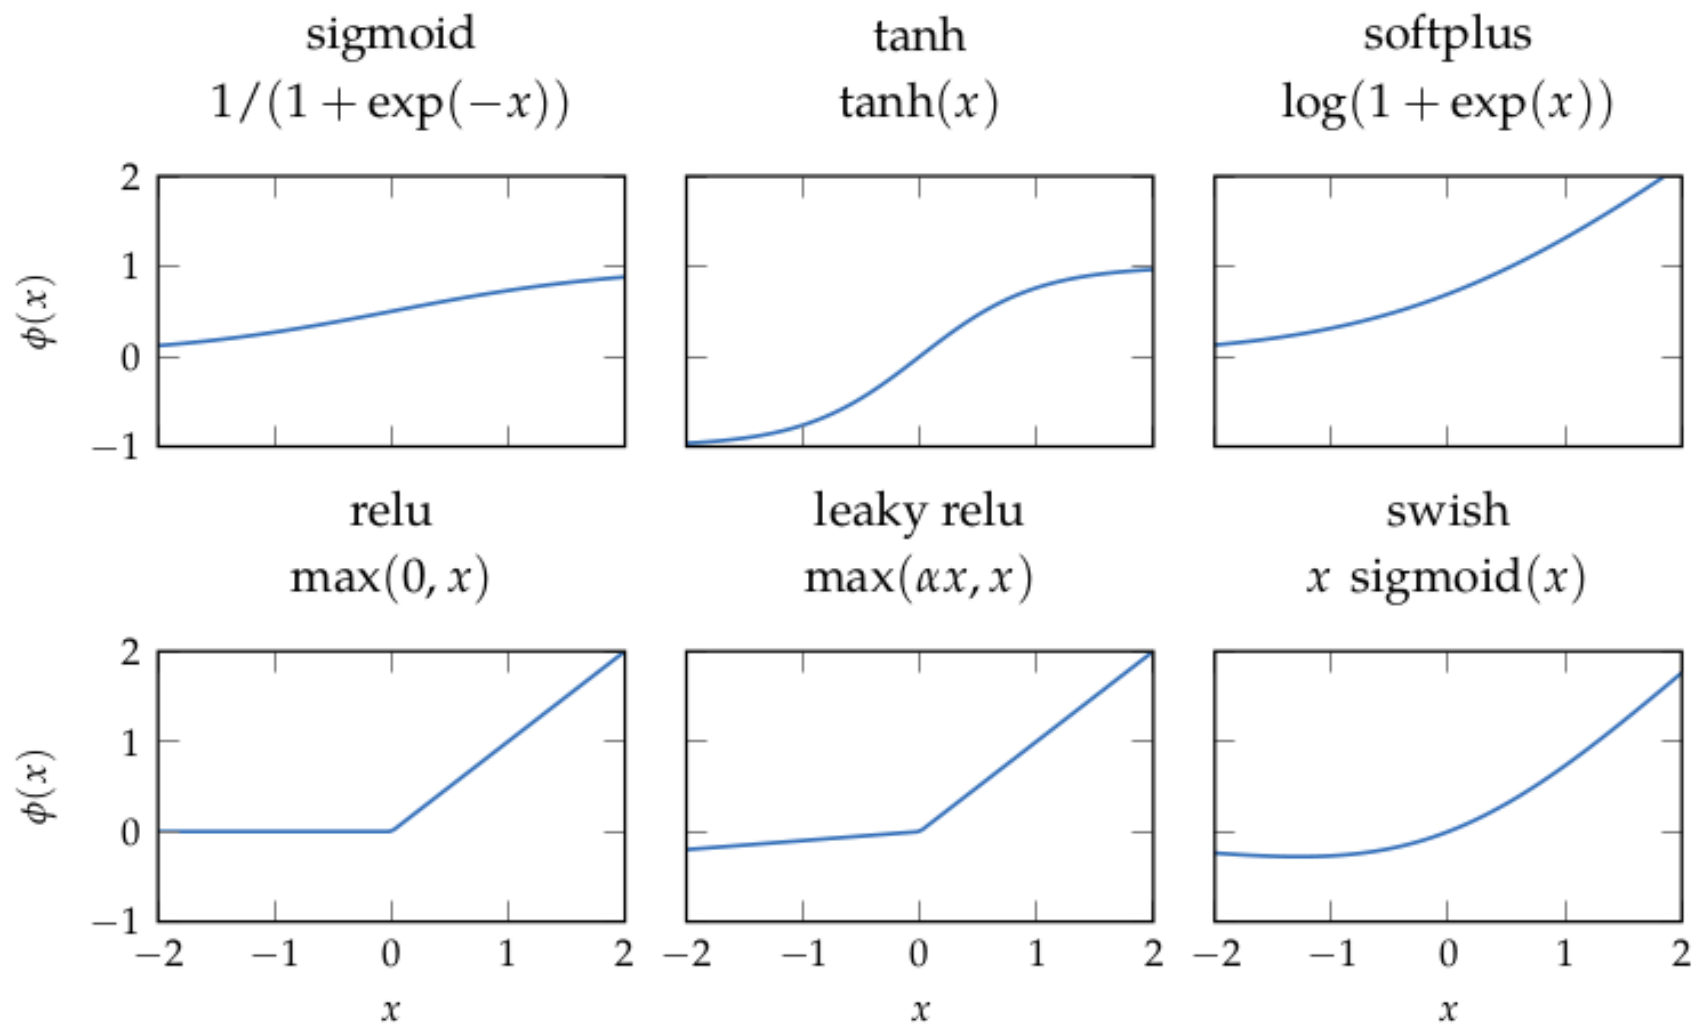 sigmoid
1/(1 + exp(−x))
tanh
tanh(x)
softplus
log(1 + exp(x))
2
1
0
−1
ϕ(x)
relu
max(0, x)
leaky relu
max(αx, x)
swish
x sigmoid(x)
2
1
0
−1
ϕ(x)
−2 −1 0 1 2
−2 −1 0 1 2
−2 −1 0 1 2
x
x
x